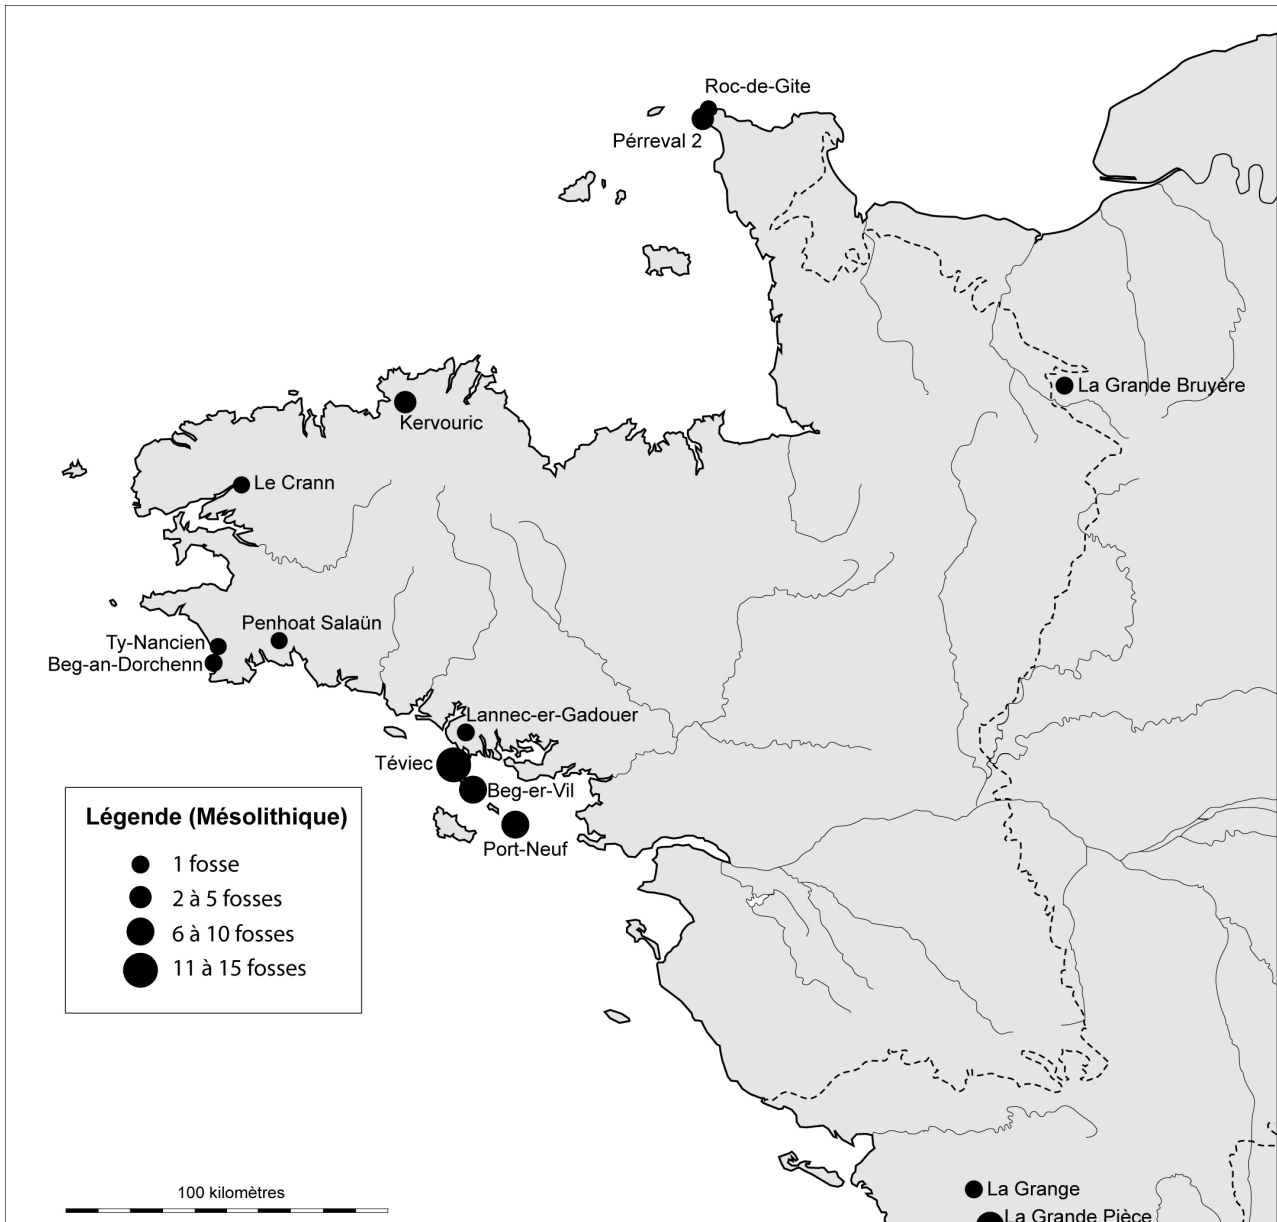 Roc-de-Gite
Pérreval 2
La Grande Bruyère
Kervouric
Le Crann
Penhoat Salaün
Ty-Nancien
Beg-an-Dorchenn
Lannec-er-Gadouer
Téviec
Beg-er-Vil
Port-Neuf
Légende (Mésolithique)
1 fosse
2 à 5 fosses
6 à 10 fosses
11 à 15 fosses
100 kilomètres
La Grange
La Grande Pièce